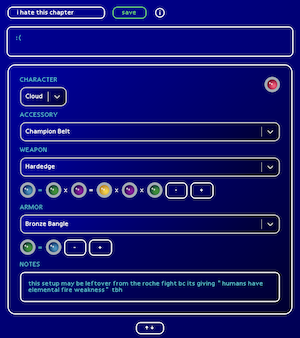 i hate this chapter
save
:(
CHARACTER
Cloud
ACCESSORY
Champion Belt
WEAPON
Hardedge
- +
ARMOR
Bronze Bangle
- +
NOTES
this setup may be leftover from the roche fight bc its giving "humans have
elemental fire weakness" tbh